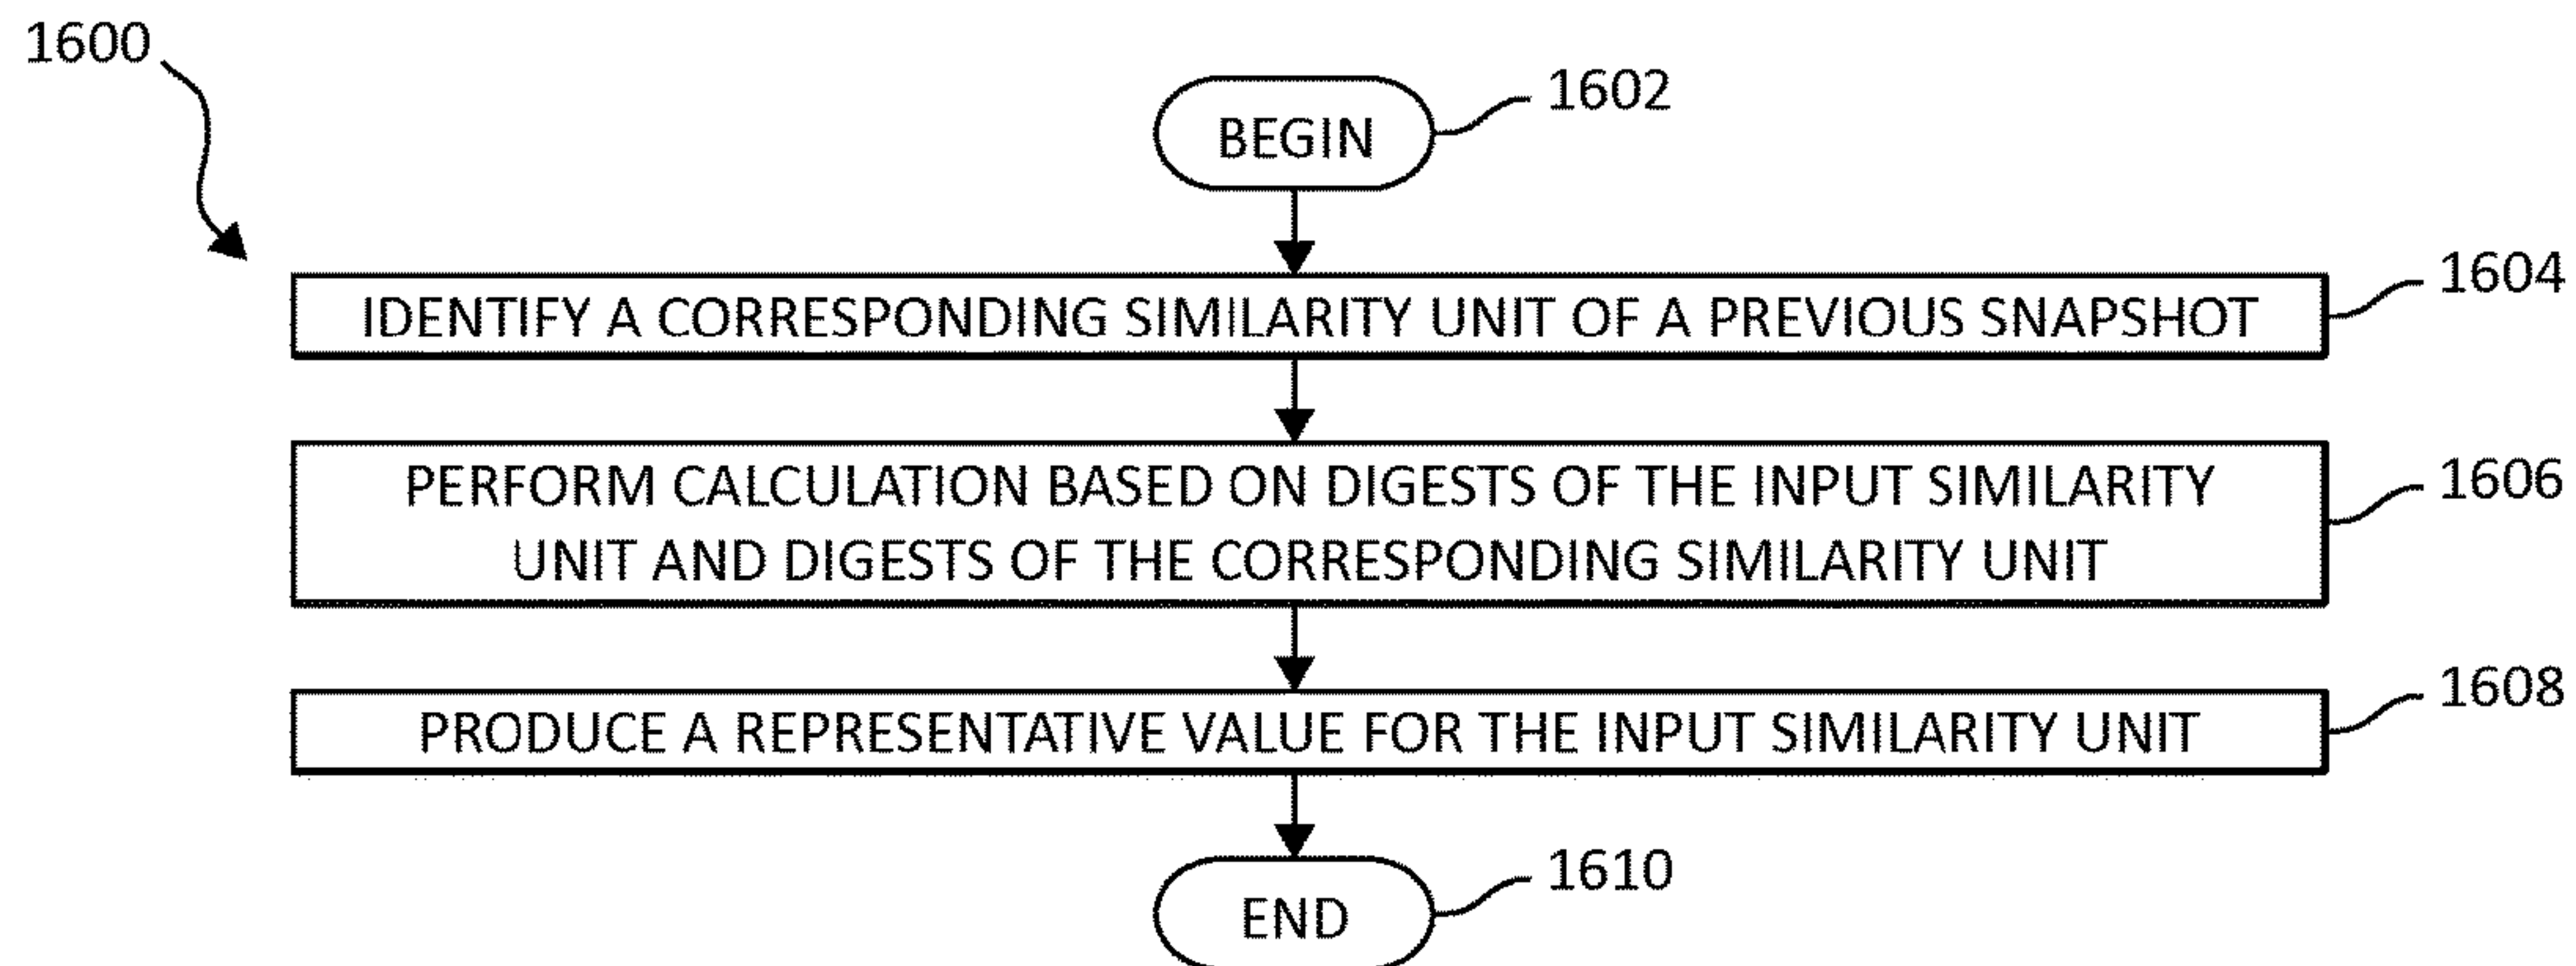 1600
1602
BEGIN
1604
IDENTIFY A CORRESPONDING SIMILARITY UNIT OF A PREVIOUS SNAPSHOT
1606
PERFORM CALCULATION BASED ON DIGESTS OF THE INPUT SIMILARITY
UNIT AND DIGESTS OF THE CORRESPONDING SIMILARITY UNIT
1608
PRODUCE A REPRESENTATIVE VALUE FOR THE INPUT SIMILARITY UNIT
1610
END